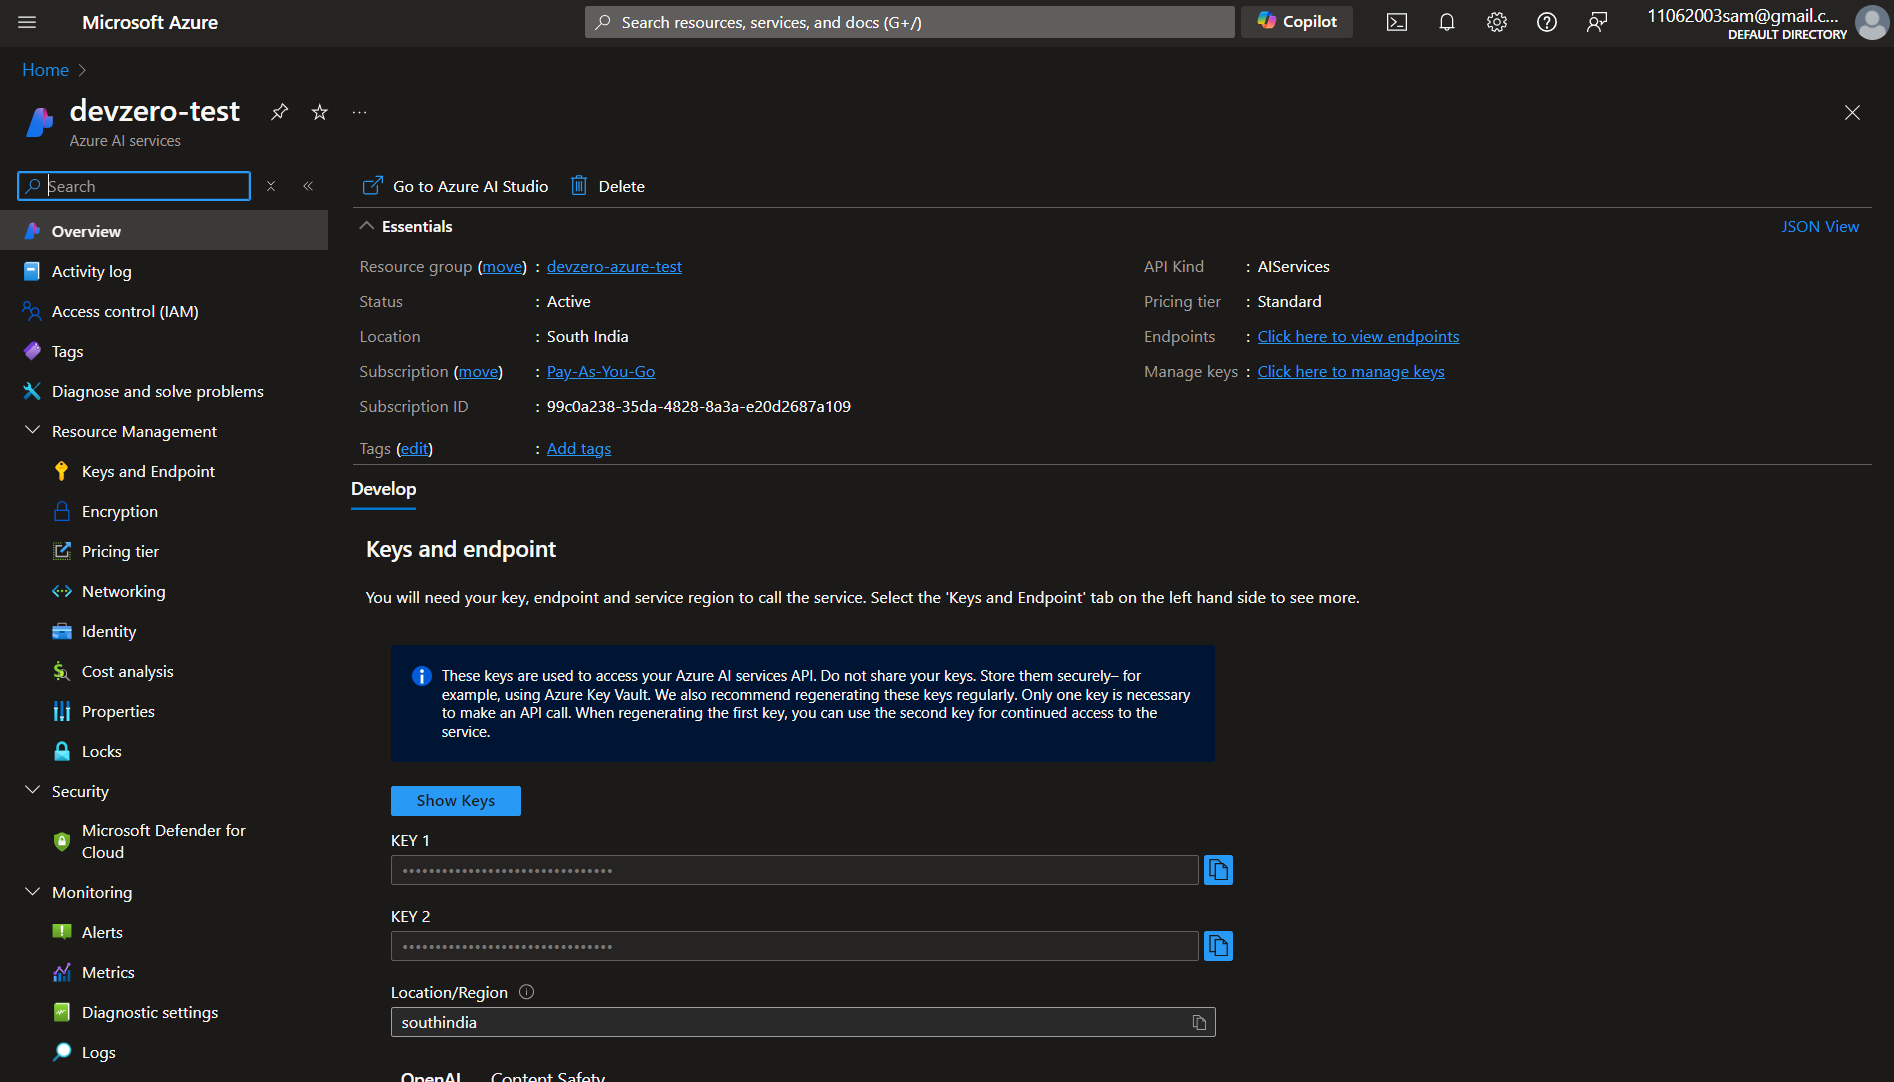 Microsoft Azure
Search resources, services, and docs (G+/)
Copilot
11062003sam@gmail.c...
DEFAULT DIRECTORY
Home
devzero-test
Azure AI services
Search
Overview
Activity log
Access control (IAM)
Tags
Diagnose and solve problems
Resource Management
Keys and Endpoint
Encryption
Pricing tier
Networking
Identity
Cost analysis
Properties
Locks
Security
Microsoft Defender for
Cloud
Monitoring
Alerts
Metrics
Diagnostic settings
Logs
Go to Azure AI Studio
Delete
Essentials
JSON View
Resource group (move) : devzero-azure-test
Status : Active
Location : South India
Subscription (move) : Pay-As-You-Go
Subscription ID : 99c0a238-35da-4828-8a3a-e20d2687a109
Tags (edit) : Add tags
API Kind : AIServices
Pricing tier : Standard
Endpoints : Click here to view endpoints
Manage keys : Click here to manage keys
Develop
Keys and endpoint
You will need your key, endpoint and service region to call the service. Select the 'Keys and Endpoint' tab on the left hand side to see more.
These keys are used to access your Azure AI services API. Do not share your keys. Store them securely– for
example, using Azure Key Vault. We also recommend regenerating these keys regularly. Only one key is necessary
to make an API call. When regenerating the first key, you can use the second key for continued access to the
service.
Show Keys
KEY 1
KEY 2
Location/Region
southindia
OpenAI
Content Safety